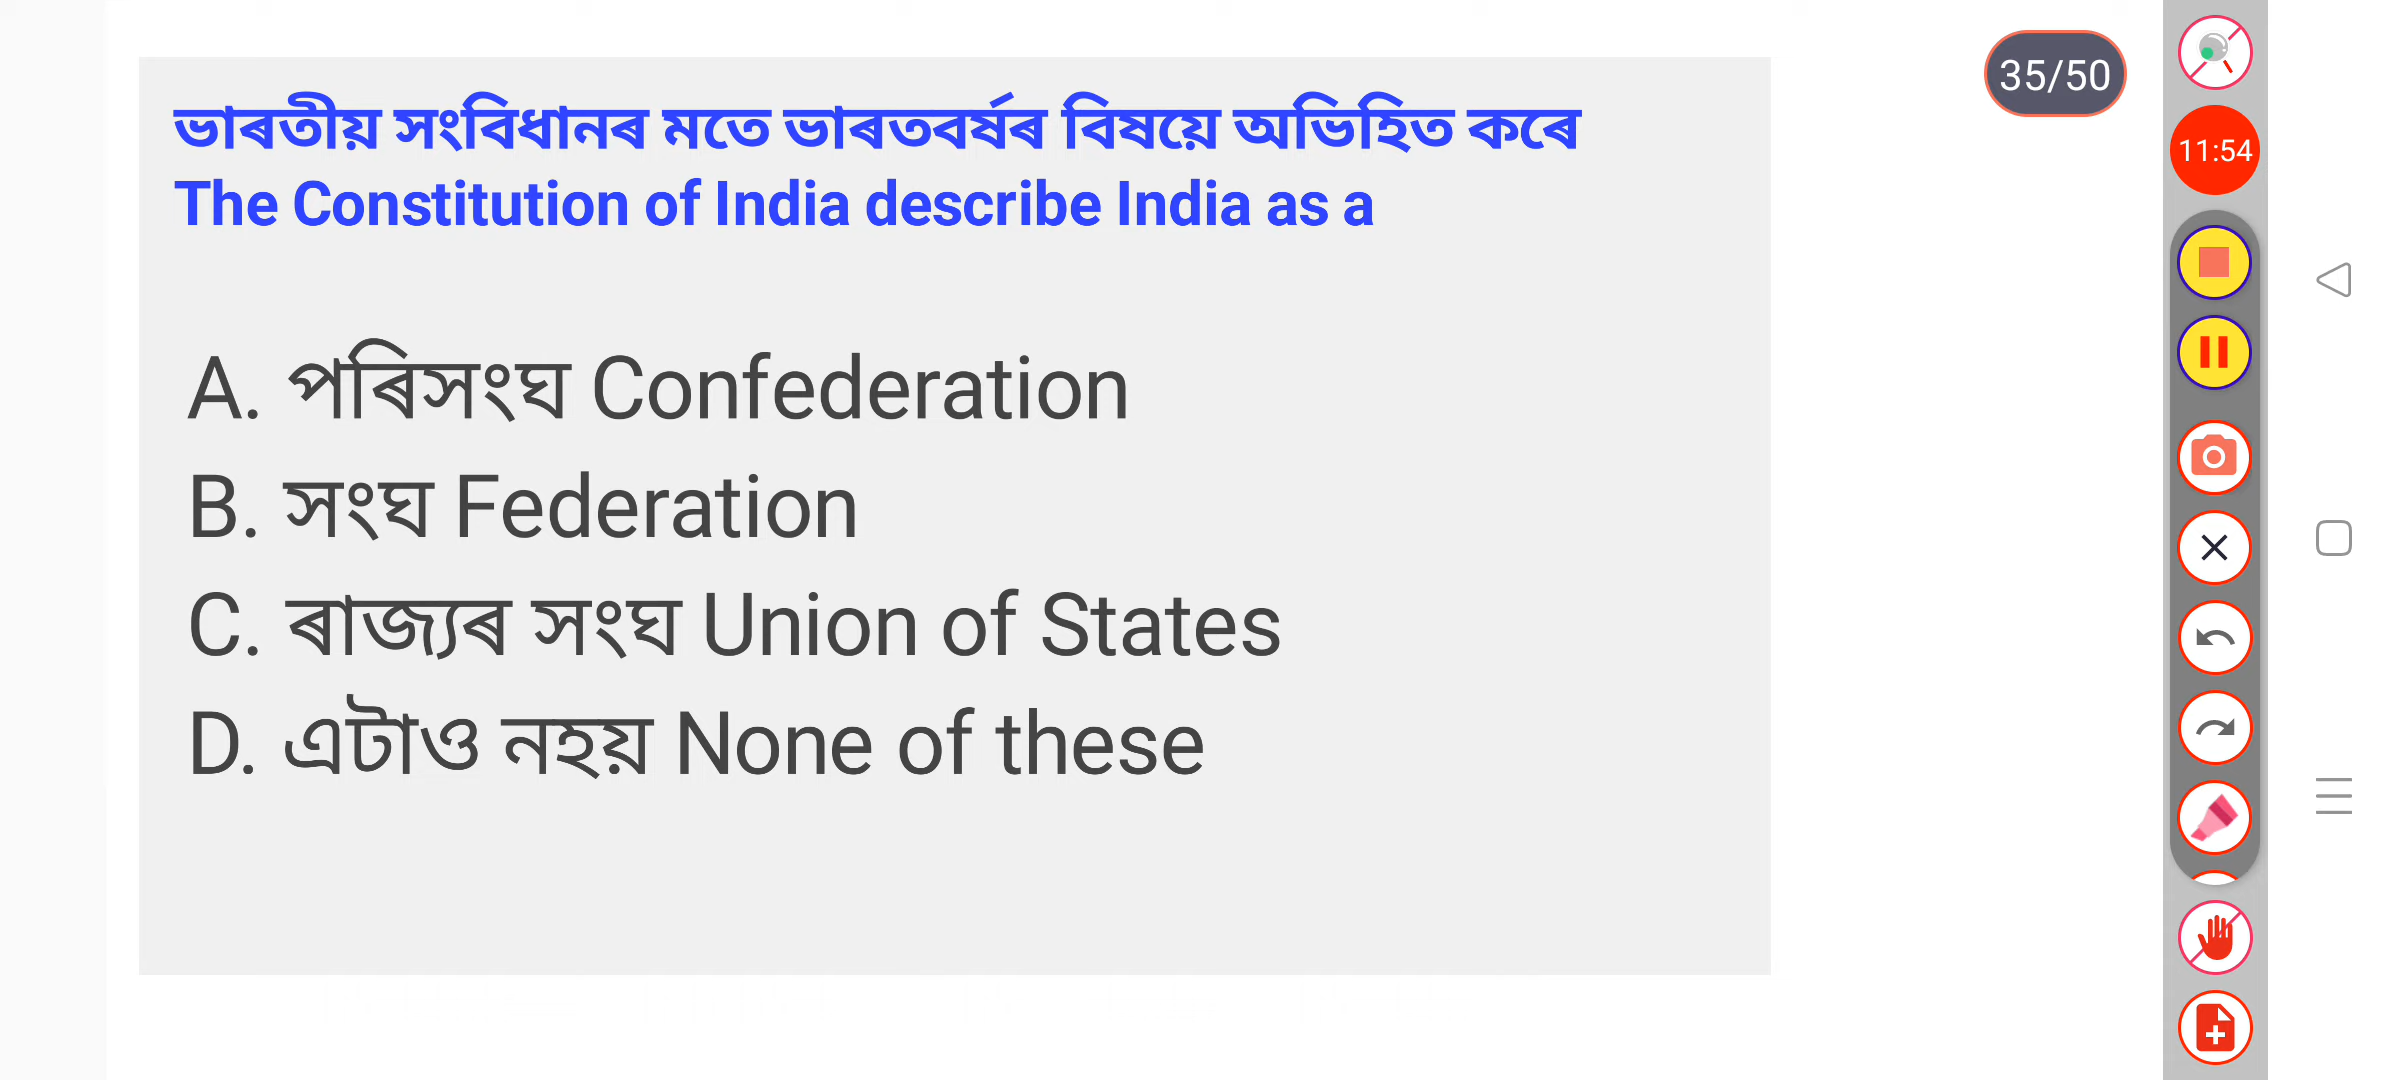 ভাৰতীয় সংবিধানৰ মতে ভাৰতবৰ্ষৰ বিষয়ে অভিহিত কৰে
The Constitution of India describe India as a
A. পৰিসংঘ Confederation
B. সংঘ Federation
C. ৰাজ্যৰ সংঘ Union of States
D. এটাও নহয় None of these
35/50
11:54